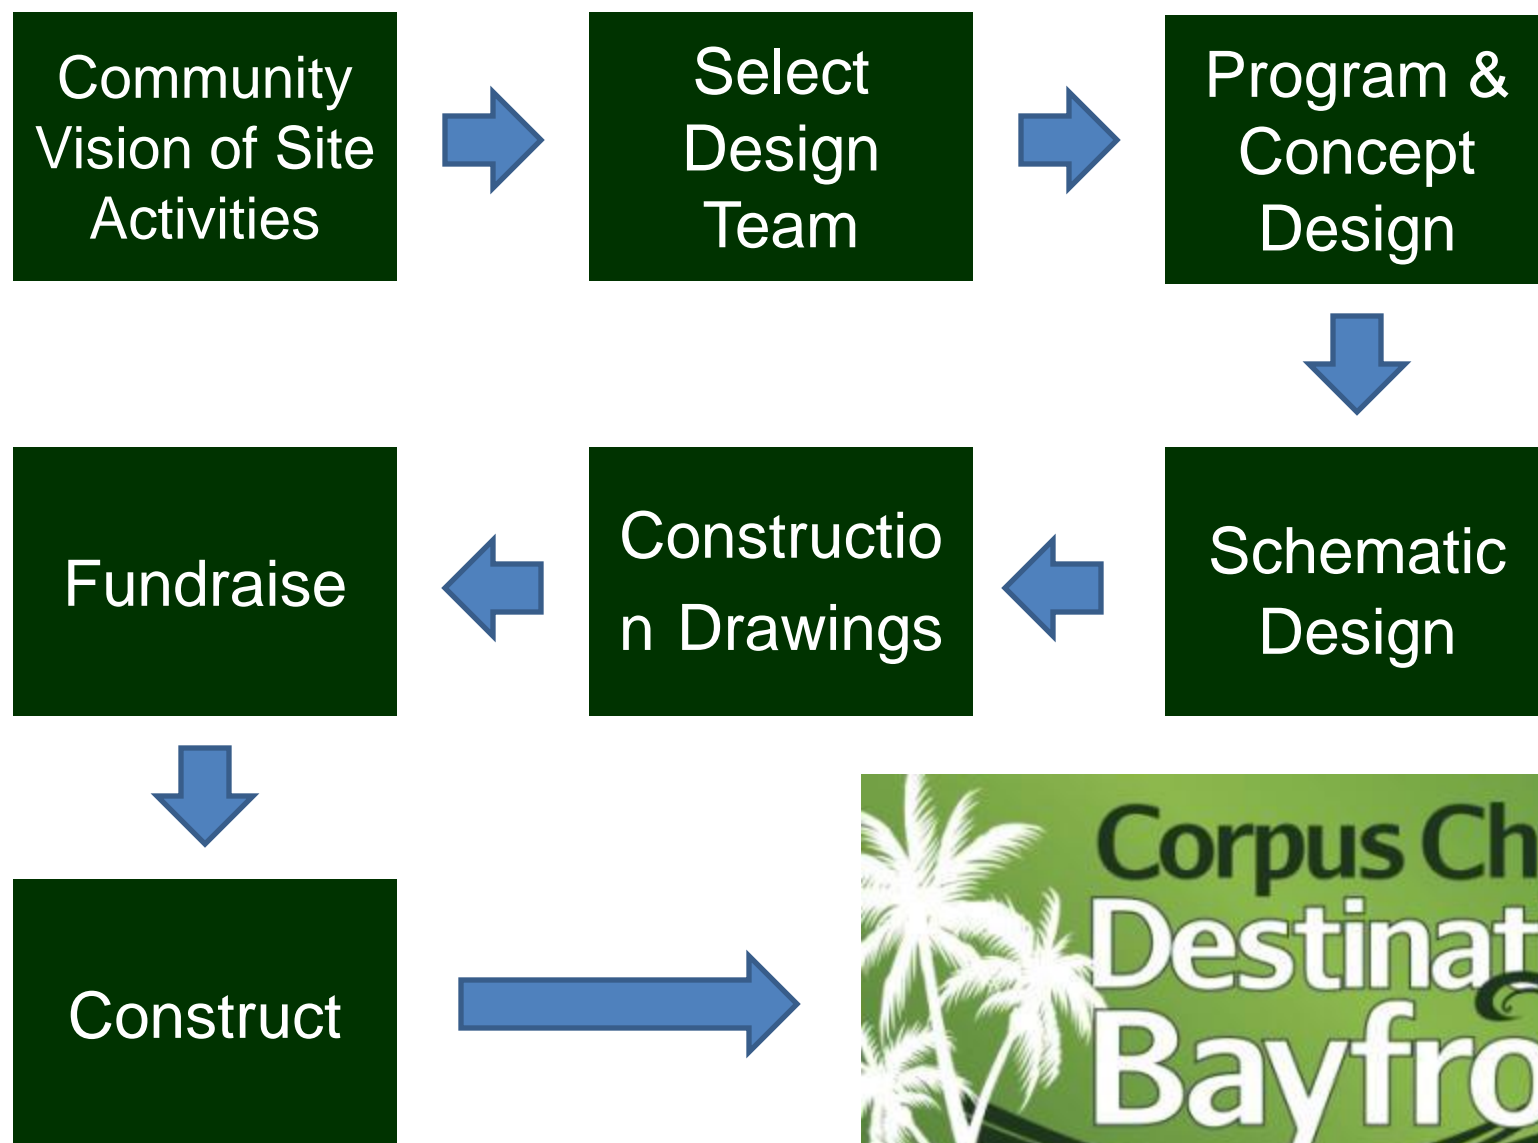 Community
Vision of Site
Activities
Select
Design
Team
Program &
Concept
Design
Schematic
Design
Constructio
n Drawings
Fundraise
Construct
Corpus Ch
Destinat
Bayfro